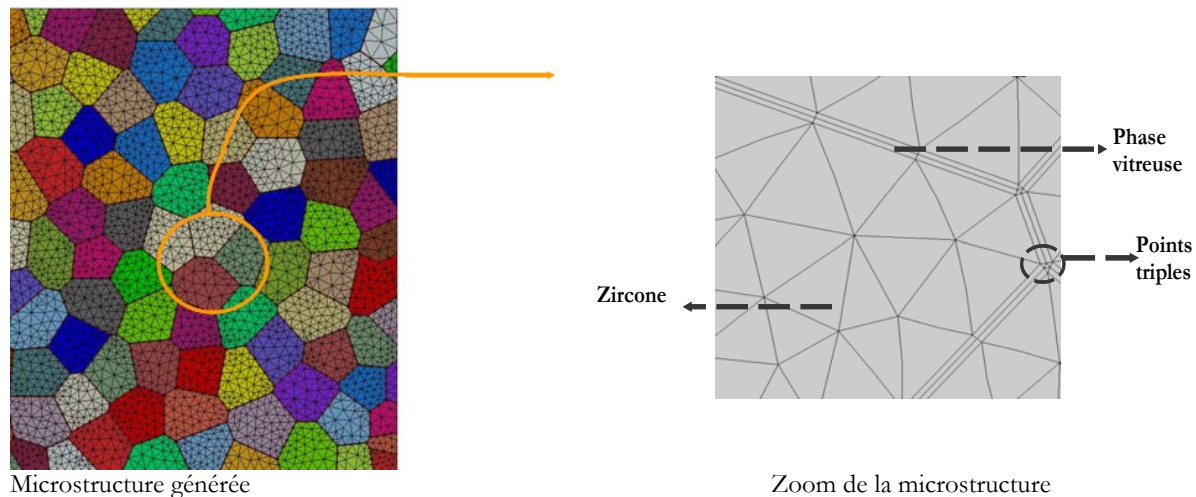 Phase
vitreuse
Points
triples
Zircone
Microstructure générée
Zoom de la microstructure